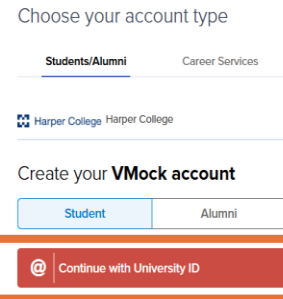 Choose your account type
Students/Alumni Career Services
Harper College Harper College
Create your VMock account
Student Alumni
@ Continue with University ID